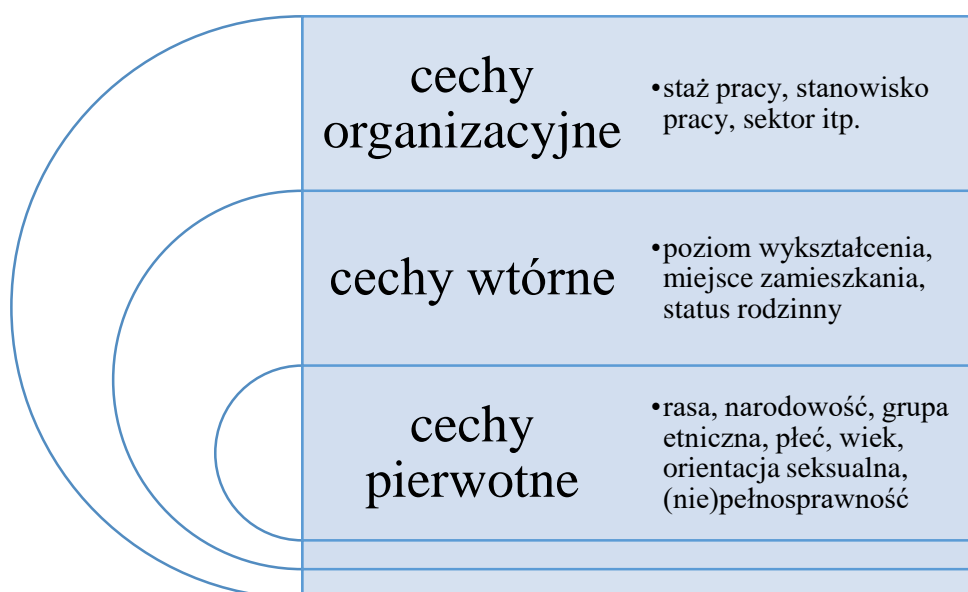 cechy
organizacyjne
•staż pracy, stanowisko
pracy, sektor itp.
cechy wtórne
•poziom wykształcenia,
miejsce zamieszkania,
status rodzinny
cechy
pierwotne
•rasa, narodowość, grupa
etniczna, płeć, wiek,
orientacja seksualna,
(nie)pełnosprawność